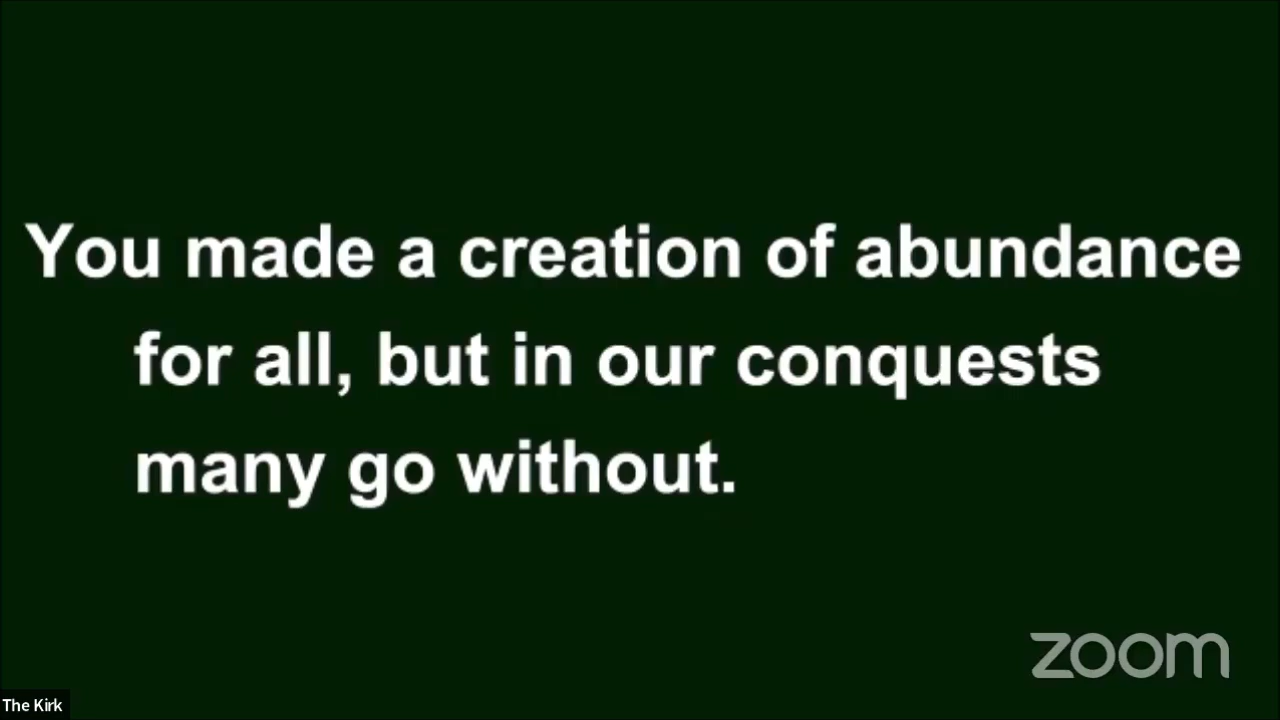 You made a creation of abundance
for all, but in our conquests
many go without.
zoom
The Kirk